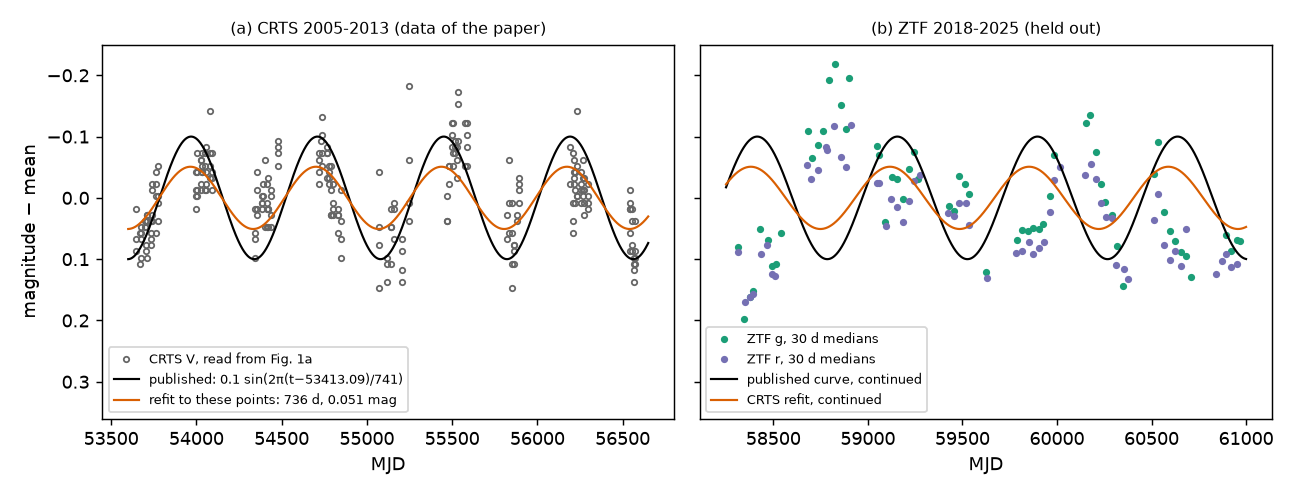 (a) CRTS 2005-2013 (data of the paper)
(b) ZTF 2018-2025 (held out)
magnitude − mean
−0.2
−0.1
0.0
0.1
0.2
0.3
CRTS V, read from Fig. 1a
published: 0.1 sin(2π(t−53413.09)/741)
refit to these points: 736 d, 0.051 mag
ZTF g, 30 d medians
ZTF r, 30 d medians
published curve, continued
CRTS refit, continued
53500 54000 54500 55000 55500 56000 56500
58500 59000 59500 60000 60500 61000
MJD
MJD